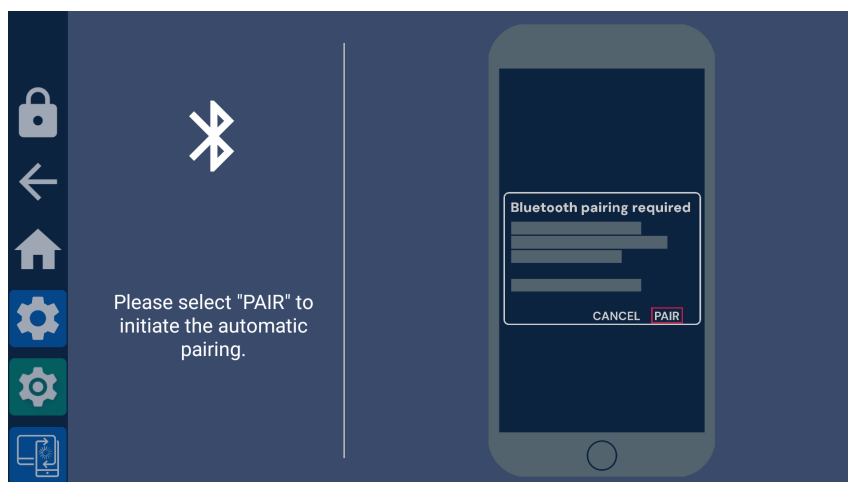 Please select "PAIR" to
initiate the automatic
pairing.
Bluetooth pairing required
CANCEL PAIR